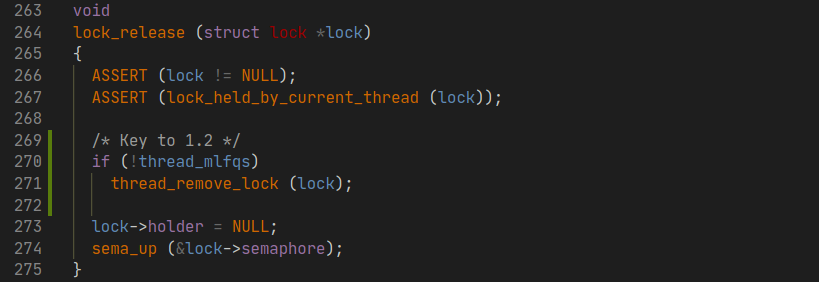 263 void
264 lock_release (struct lock *lock)
265 {
266   ASSERT (lock != NULL);
267   ASSERT (lock_held_by_current_thread (lock));
268
269   /* Key to 1.2 */
270   if (!thread_mlfqs)
271     thread_remove_lock (lock);
272
273   lock->holder = NULL;
274   sema_up (&lock->semaphore);
275 }